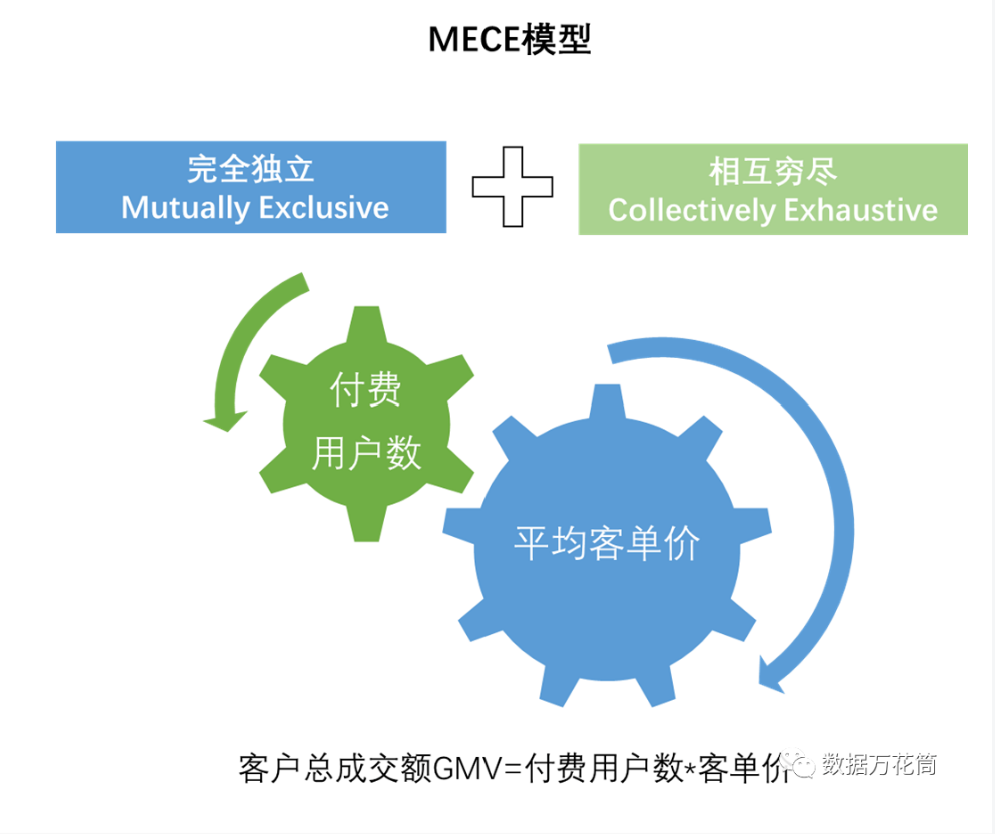 MECE模型
完全独立
Mutually Exclusive
相互穷尽
Collectively Exhaustive
付费
用户数
平均客单价
客户总成交额GMV=付费用户数*客单价
数据万花筒